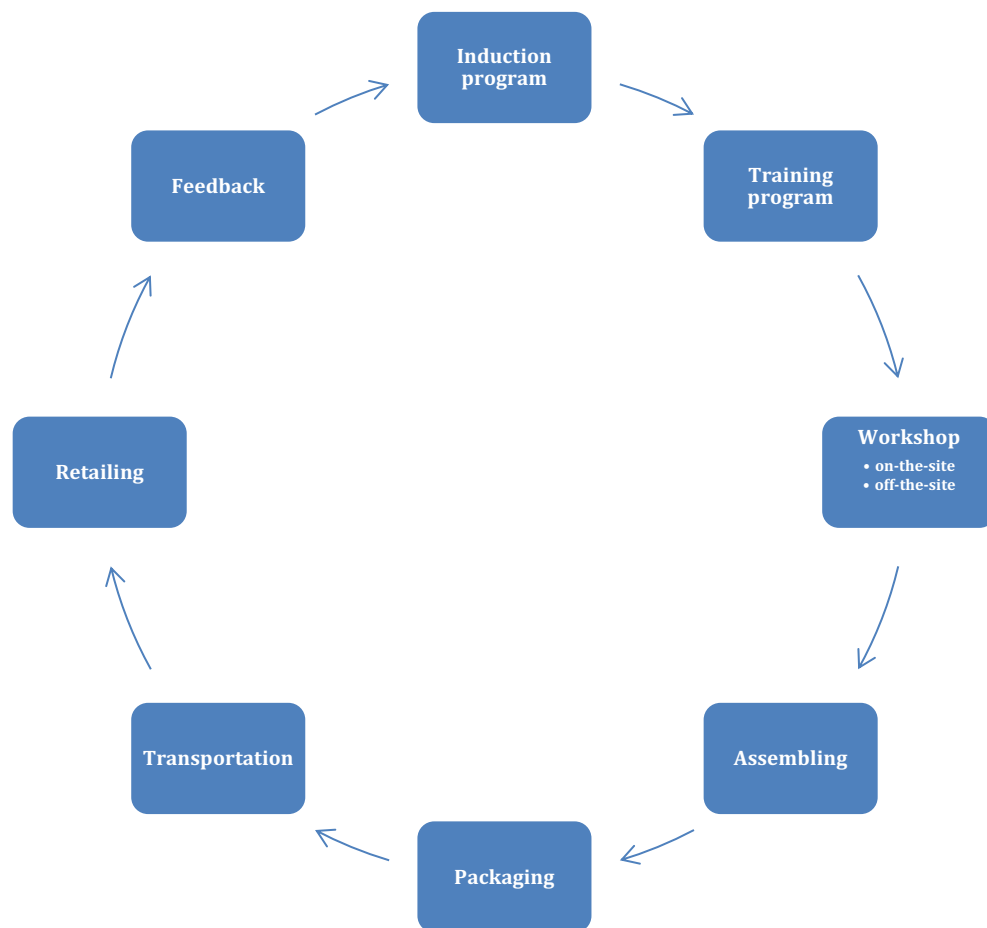 Induction
program
Training
program
Workshop
• on-the-site
• off-the-site
Assembling
Packaging
Transportation
Retailing
Feedback